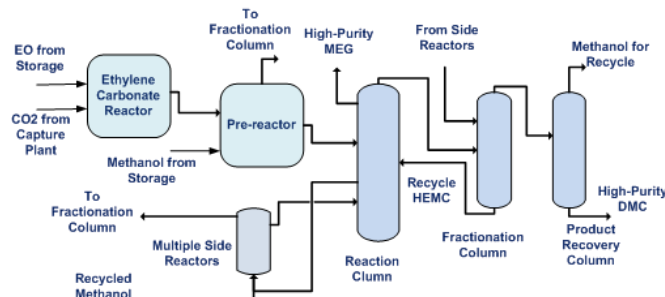 To
Fractionation
Column
High-Purity
MEG
From Side
Reactors
Methanol for
Recycle
EO from
Storage
Ethylene
Carbonate
Reactor
Pre-reactor
CO2 from
Capture
Plant
Methanol from
Storage
To
Fractionation
Column
Multiple Side
Reactors
Recycled
Methanol
Reaction
Clumn
Recycle
HEMC
Fractionation
Column
High-Purity
DMC
Product
Recovery
Column